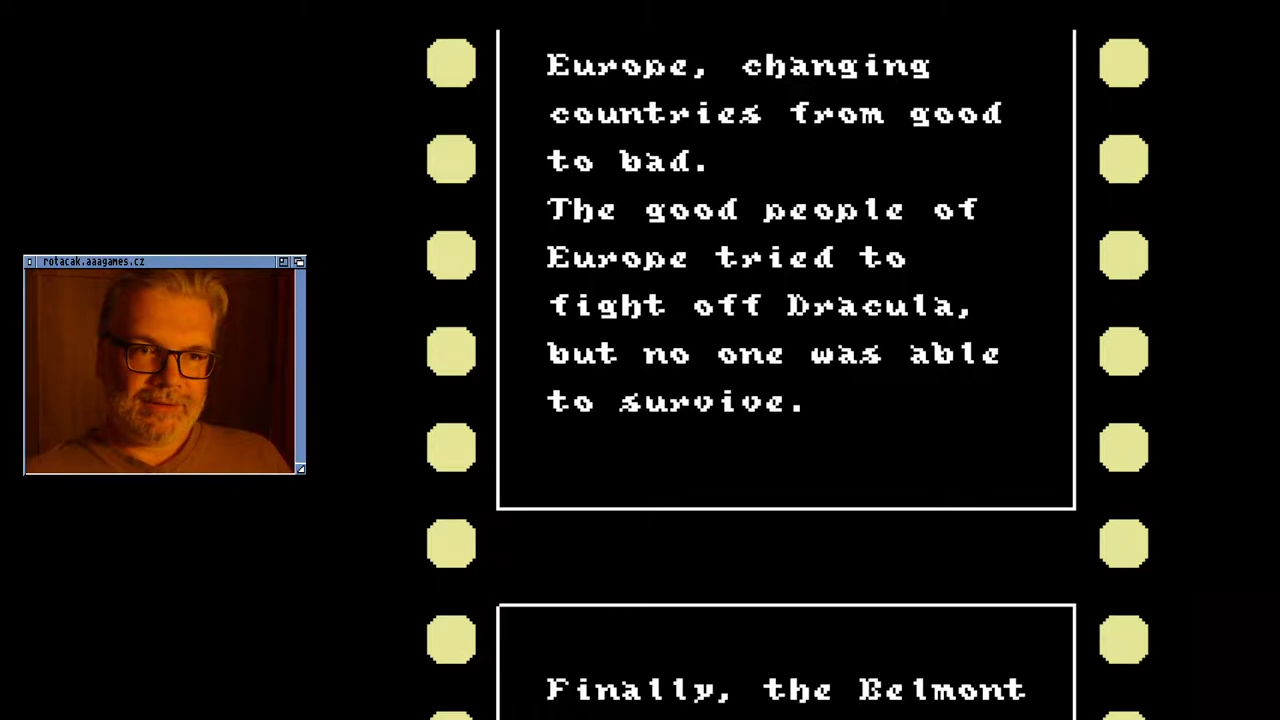 rotacak.aaagames.cz
Europe, changing
countries from good
to bad.
The good people of
Europe tried to
fight off Dracula,
but no one was able
to survive.
Finally, the Belmont